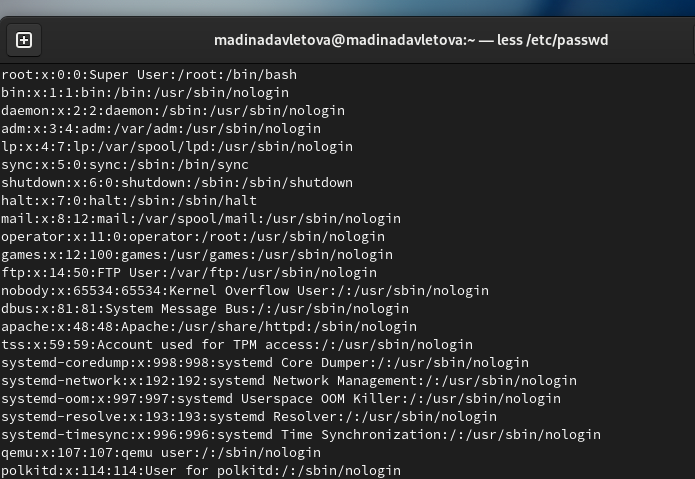 madinadavletova@madinadavletova:~ — less /etc/passwd
root:x:0:0:Super User:/root:/bin/bash
bin:x:1:1:bin:/bin:/usr/sbin/nologin
daemon:x:2:2:daemon:/sbin:/usr/sbin/nologin
adm:x:3:4:adm:/var/adm:/usr/sbin/nologin
lp:x:4:7:lp:/var/spool/lpd:/usr/sbin/nologin
sync:x:5:0:sync:/sbin:/bin/sync
shutdown:x:6:0:shutdown:/sbin:/sbin/shutdown
halt:x:7:0:halt:/sbin:/sbin/halt
mail:x:8:12:mail:/var/spool/mail:/usr/sbin/nologin
operator:x:11:0:operator:/root:/usr/sbin/nologin
games:x:12:100:games:/usr/games:/usr/sbin/nologin
ftp:x:14:50:FTP User:/var/ftp:/usr/sbin/nologin
nobody:x:65534:65534:Kernel Overflow User:/:/usr/sbin/nologin
dbus:x:81:81:System Message Bus:/:/usr/sbin/nologin
apache:x:48:48:Apache:/usr/share/httpd:/sbin/nologin
tss:x:59:59:Account used for TPM access:/:/usr/sbin/nologin
systemd-coredump:x:998:998:systemd Core Dumper:/:/usr/sbin/nologin
systemd-network:x:192:192:systemd Network Management:/:/usr/sbin/nologin
systemd-oom:x:997:997:systemd Userspace OOM Killer:/:/usr/sbin/nologin
systemd-resolve:x:193:193:systemd Resolver:/:/usr/sbin/nologin
systemd-timesync:x:996:996:systemd Time Synchronization:/:/usr/sbin/nologin
qemu:x:107:107:qemu user:/:/sbin/nologin
polkitd:x:114:114:User for polkitd:/:/sbin/nologin